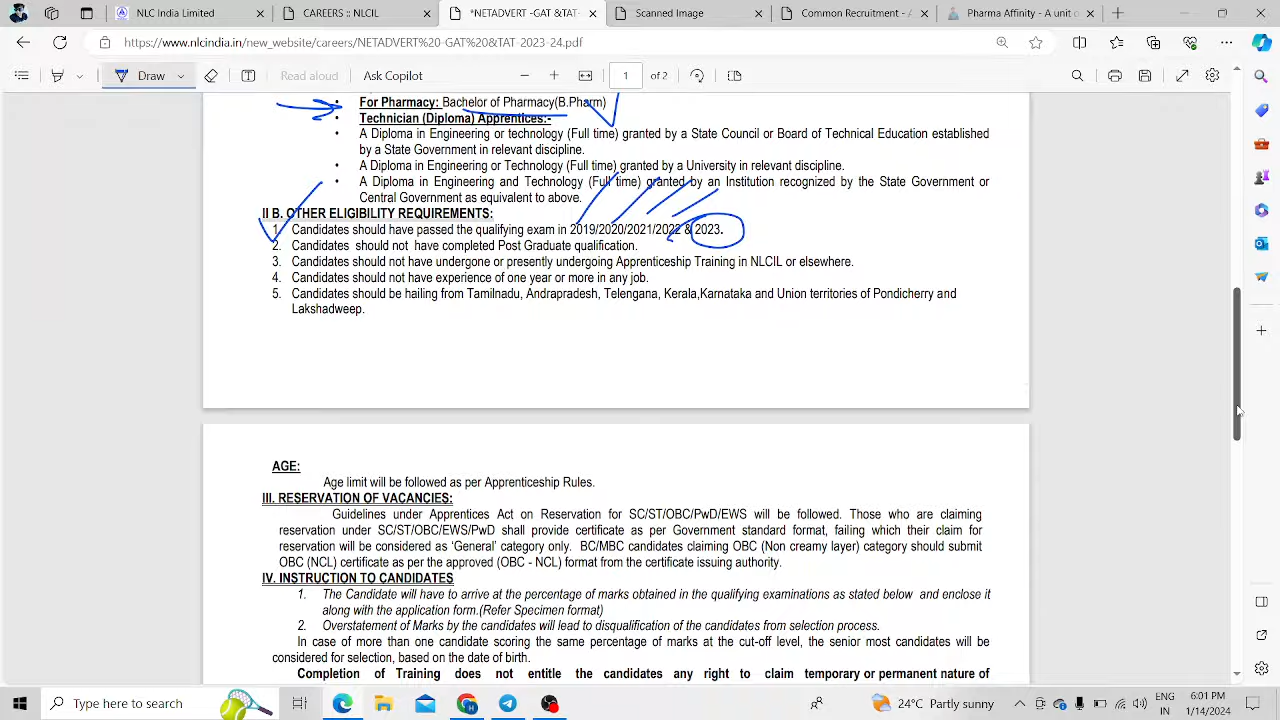 NLC India Limited
CAREERS :: NLCIL
*NETADVERT -GAT &TAT-
Scanned Image
Common Recruitment - A
Pharma Affinity - A unit o
https://www.nlcindia.in/new_website/careers/NETADVERT%20-GAT%20&TAT-2023-24.pdf
Draw
Read aloud
Ask Copilot
1 of 2
• For Pharmacy: Bachelor of Pharmacy(B.Pharm)
• Technician (Diploma) Apprentices:-
• A Diploma in Engineering or technology (Full time) granted by a State Council or Board of Technical Education established
by a State Government in relevant discipline.
• A Diploma in Engineering or Technology (Full time) granted by a University in relevant discipline.
• A Diploma in Engineering and Technology (Full time) granted by an Institution recognized by the State Government or
Central Government as equivalent to above.
II B. OTHER ELIGIBILITY REQUIREMENTS:
1. Candidates should have passed the qualifying exam in 2019/2020/2021/2022 & 2023.
2. Candidates should not have completed Post Graduate qualification.
3. Candidates should not have undergone or presently undergoing Apprenticeship Training in NLCIL or elsewhere.
4. Candidates should not have experience of one year or more in any job.
5. Candidates should be hailing from Tamilnadu, Andrapradesh, Telengana, Kerala,Karnataka and Union territories of Pondicherry and
Lakshadweep.
AGE:
Age limit will be followed as per Apprenticeship Rules.
III. RESERVATION OF VACANCIES:
Guidelines under Apprentices Act on Reservation for SC/ST/OBC/PwD/EWS will be followed. Those who are claiming
reservation under SC/ST/OBC/EWS/PwD shall provide certificate as per Government standard format, failing which their claim for
reservation will be considered as ‘General’ category only. BC/MBC candidates claiming OBC (Non creamy layer) category should submit
OBC (NCL) certificate as per the approved (OBC - NCL) format from the certificate issuing authority.
IV. INSTRUCTION TO CANDIDATES
1. The Candidate will have to arrive at the percentage of marks obtained in the qualifying examinations as stated below and enclose it
along with the application form.(Refer Specimen format)
2. Overstatement of Marks by the candidates will lead to disqualification of the candidates from selection process.
In case of more than one candidate scoring the same percentage of marks at the cut-off level, the senior most candidates will be
considered for selection, based on the date of birth.
Completion of Training does not entitle the candidates any right to claim temporary or permanent nature of
Type here to search
24°C Partly sunny
ENG
IN
6:01 PM
1/14/2024